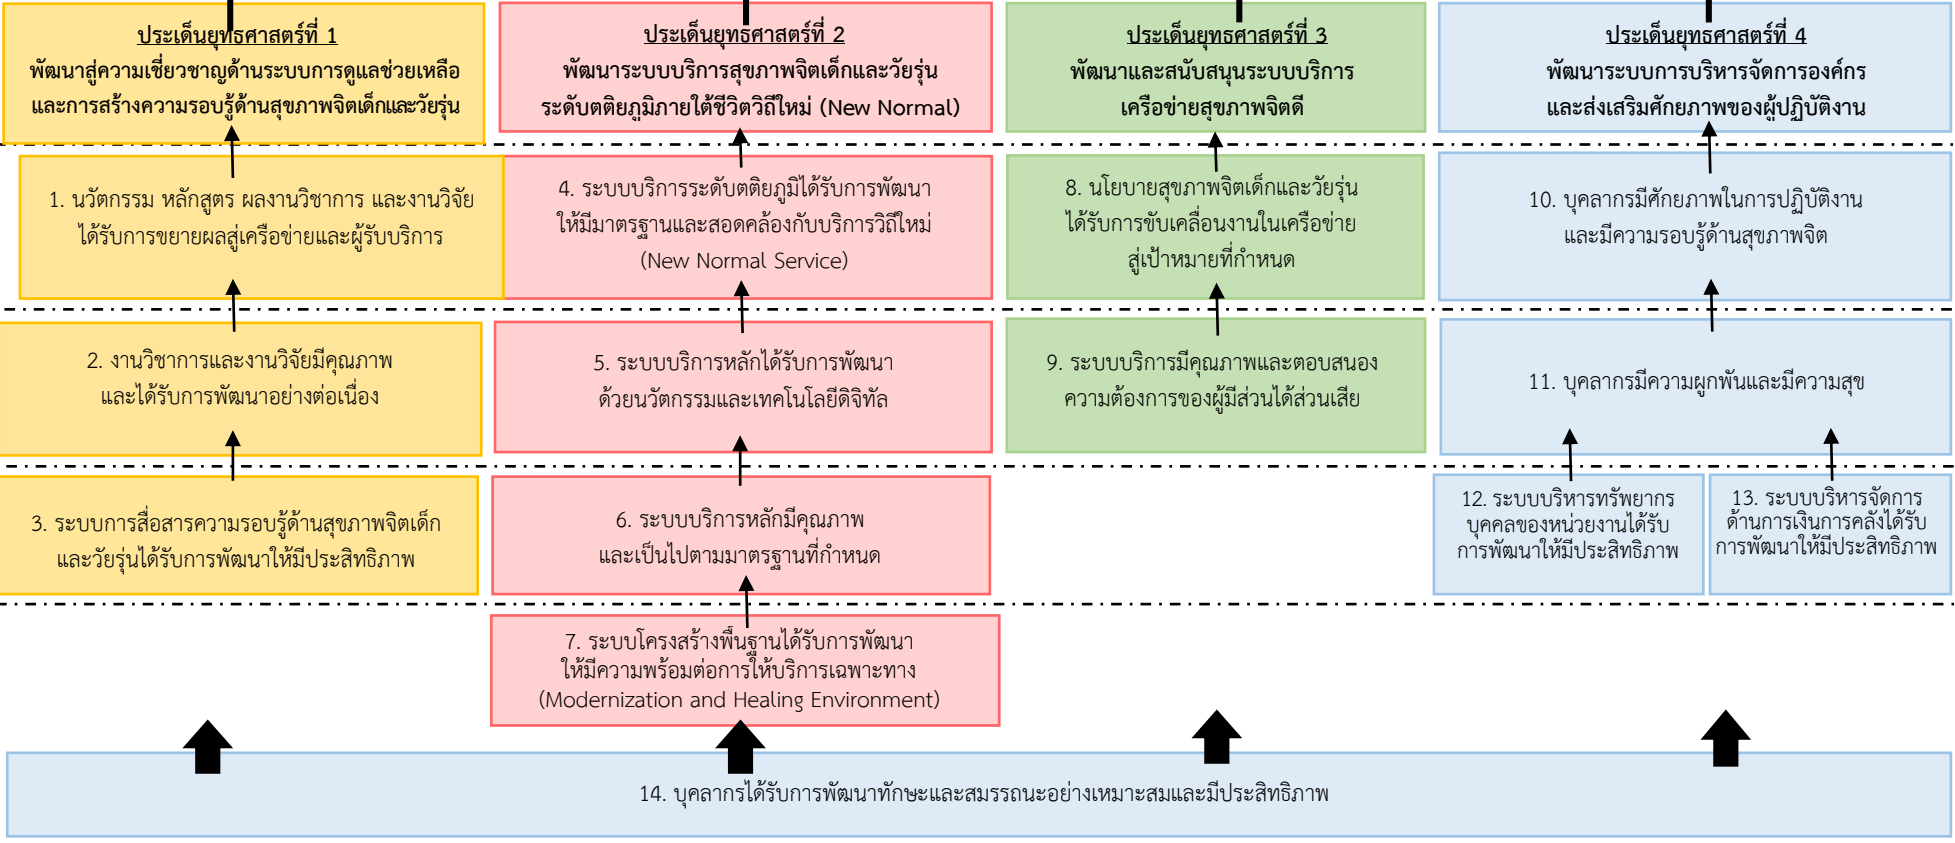 ประเด็นยุทธศาสตร์ที่ 1
พัฒนาสู่ความเชี่ยวชาญด้านระบบการดูแลช่วยเหลือ
และการสร้างความรอบรู้ด้านสุขภาพจิตเด็กและวัยรุ่น
ประเด็นยุทธศาสตร์ที่ 2
พัฒนาระบบบริการสุขภาพจิตเด็กและวัยรุ่น
ระดับตติยภูมิภายใต้ชีวิตวิถีใหม่ (New Normal)
ประเด็นยุทธศาสตร์ที่ 3
พัฒนาและสนับสนุนระบบบริการ
เครือข่ายสุขภาพจิตดี
ประเด็นยุทธศาสตร์ที่ 4
พัฒนาระบบการบริหารจัดการองค์กร
และส่งเสริมศักยภาพของผู้ปฏิบัติงาน
1. นวัตกรรม หลักสูตร ผลงานวิชาการ และงานวิจัย
ได้รับการขยายผลสู่เครือข่ายและผู้รับบริการ
4. ระบบบริการระดับตติยภูมิได้รับการพัฒนา
ให้มีมาตรฐานและสอดคล้องกับบริการวิถีใหม่
(New Normal Service)
8. นโยบายสุขภาพจิตเด็กและวัยรุ่น
ได้รับการขับเคลื่อนงานในเครือข่าย
สู่เป้าหมายที่กำหนด
10. บุคลากรมีศักยภาพในการปฏิบัติงาน
และมีความรอบรู้ด้านสุขภาพจิต
2. งานวิชาการและงานวิจัยมีคุณภาพ
และได้รับการพัฒนาอย่างต่อเนื่อง
5. ระบบบริการหลักได้รับการพัฒนา
ด้วยนวัตกรรมและเทคโนโลยีดิจิทัล
9. ระบบบริการมีคุณภาพและตอบสนอง
ความต้องการของผู้มีส่วนได้ส่วนเสีย
11. บุคลากรมีความผูกพันและมีความสุข
3. ระบบการสื่อสารความรอบรู้ด้านสุขภาพจิตเด็ก
และวัยรุ่นได้รับการพัฒนาให้มีประสิทธิภาพ
6. ระบบบริการหลักมีคุณภาพ
และเป็นไปตามมาตรฐานที่กำหนด
12. ระบบบริหารทรัพยากร
บุคคลของหน่วยงานได้รับ
การพัฒนาให้มีประสิทธิภาพ
13. ระบบบริหารจัดการ
ด้านการเงินการคลังได้รับ
การพัฒนาให้มีประสิทธิภาพ
7. ระบบโครงสร้างพื้นฐานได้รับการพัฒนา
ให้มีความพร้อมต่อการให้บริการเฉพาะทาง
(Modernization and Healing Environment)
14. บุคลากรได้รับการพัฒนาทักษะและสมรรถนะอย่างเหมาะสมและมีประสิทธิภาพ